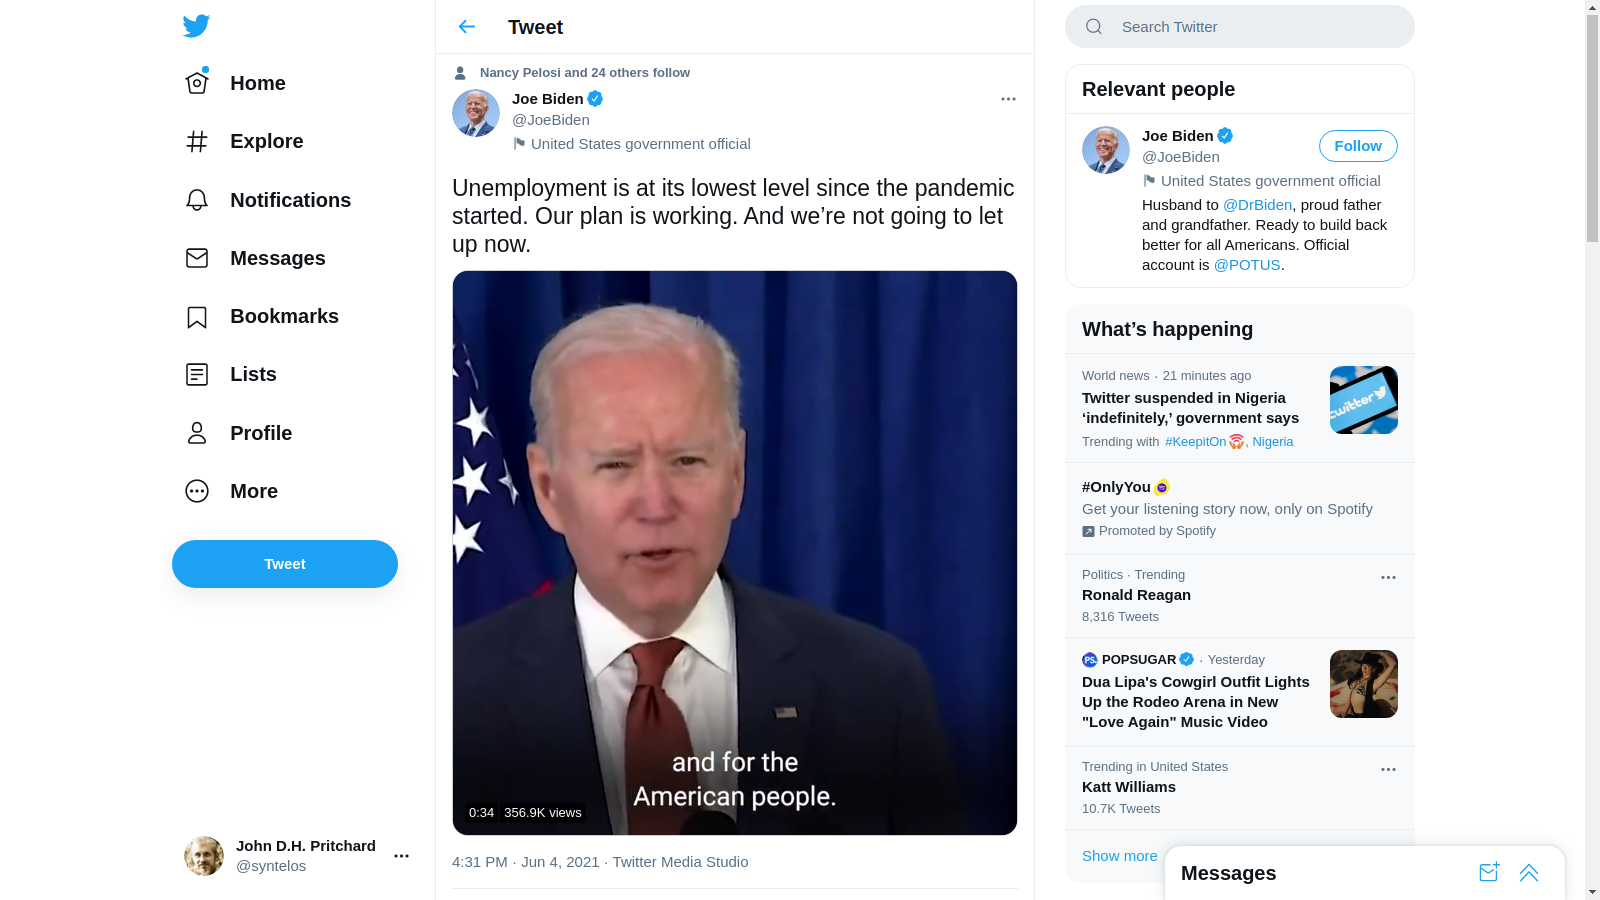 Home
Explore
Notifications
Messages
Bookmarks
Lists
Profile
More
Tweet
John D.H. Pritchard
@syntelos
Tweet
Nancy Pelosi and 24 others follow
Joe Biden
@JoeBiden
United States government official
Unemployment is at its lowest level since the pandemic
started. Our plan is working. And we’re not going to let
up now.
and for the
American people.
0:34 356.9K views
4:31 PM · Jun 4, 2021 · Twitter Media Studio
Search Twitter
Relevant people
Joe Biden
@JoeBiden
Follow
United States government official
Husband to @DrBiden, proud father
and grandfather. Ready to build back
better for all Americans. Official
account is @POTUS.
What’s happening
World news · 21 minutes ago
Twitter suspended in Nigeria
‘indefinitely,’ government says
Trending with #KeepitOn, Nigeria
twitter
#OnlyYou
Get your listening story now, only on Spotify
Promoted by Spotify
Politics · Trending
Ronald Reagan
8,316 Tweets
PS. POPSUGAR · Yesterday
Dua Lipa's Cowgirl Outfit Lights
Up the Rodeo Arena in New
"Love Again" Music Video
Trending in United States
Katt Williams
10.7K Tweets
Show more
Messages